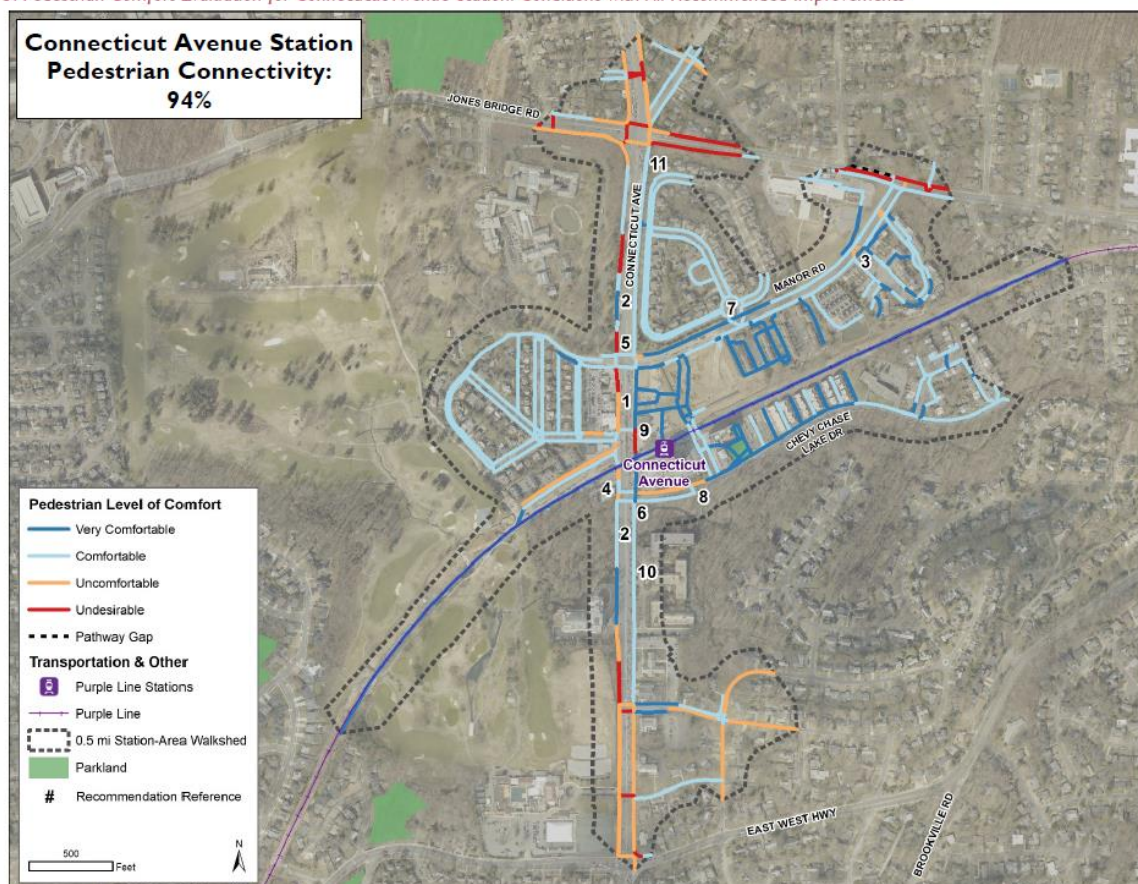 Connecticut Avenue Station
Pedestrian Connectivity:
94%
JONES BRIDGE RD
11
CONNECTICUT AVE
3
MANOR RD
2
7
5
1
9
Connecticut
Avenue
CHEVY CHASE
LAKE DR
4
8
6
2
10
EAST WEST HWY
BROOKVILLE RD
Pedestrian Level of Comfort
Very Comfortable
Comfortable
Uncomfortable
Undesirable
Pathway Gap
Transportation & Other
Purple Line Stations
Purple Line
0.5 mi Station-Area Walkshed
Parkland
# Recommendation Reference
500
Feet
N